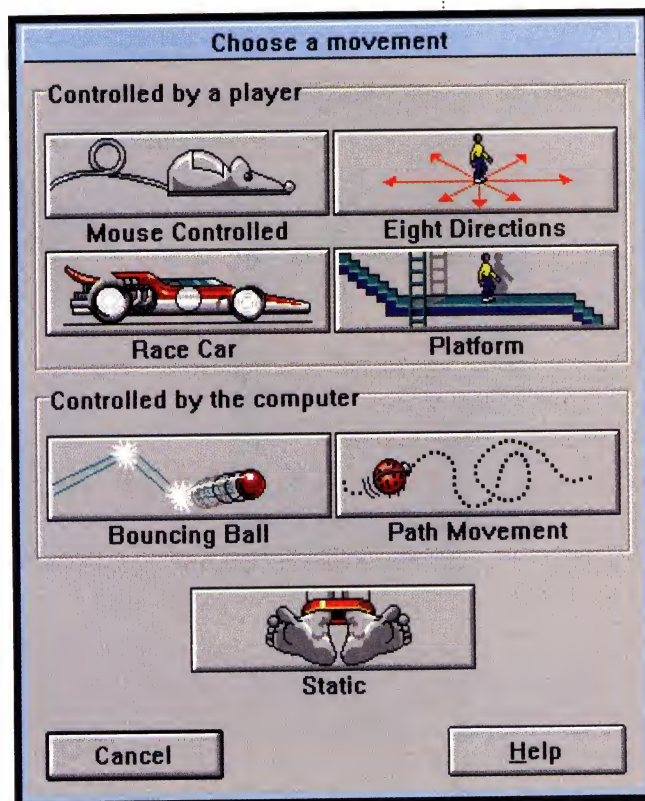 Choose a movement
Controlled by a player
Mouse Controlled
Eight Directions
Race Car
Platform
Controlled by the computer
Bouncing Ball
Path Movement
Static
Cancel
Help